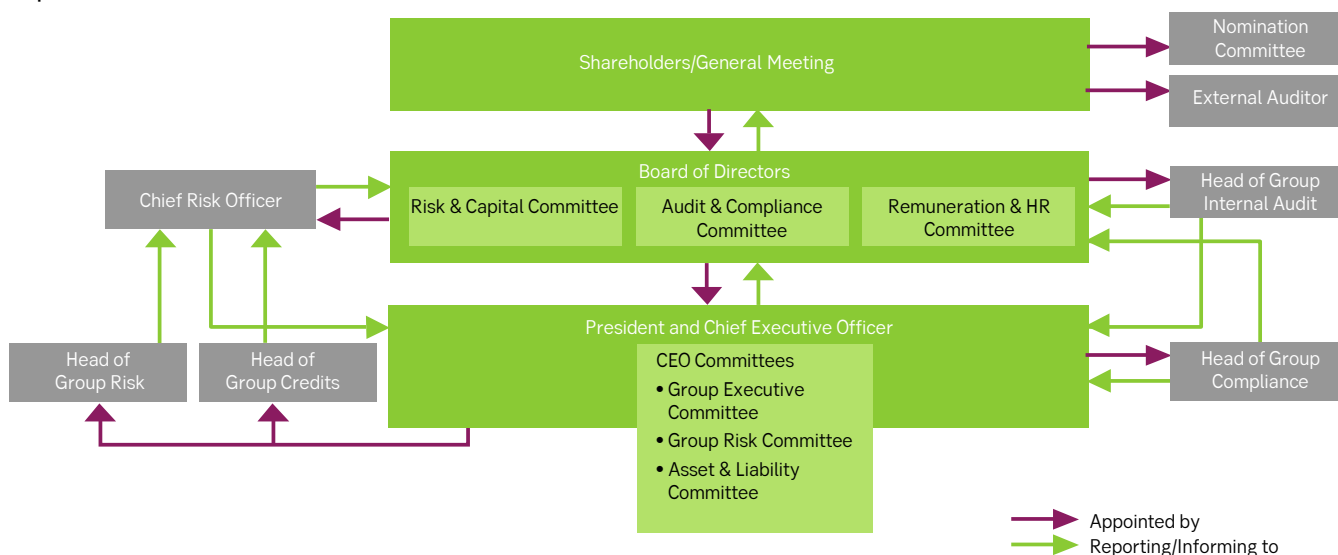 Shareholders/General Meeting
Nomination
Committee
External Auditor
Board of Directors
Risk & Capital Committee
Audit & Compliance
Committee
Remuneration & HR
Committee
Chief Risk Officer
Head of Group
Internal Audit
President and Chief Executive Officer
CEO Committees
• Group Executive
Committee
• Group Risk Committee
• Asset & Liability
Committee
Head of
Group Risk
Head of
Group Credits
Head of Group
Compliance
Appointed by
Reporting/Informing to